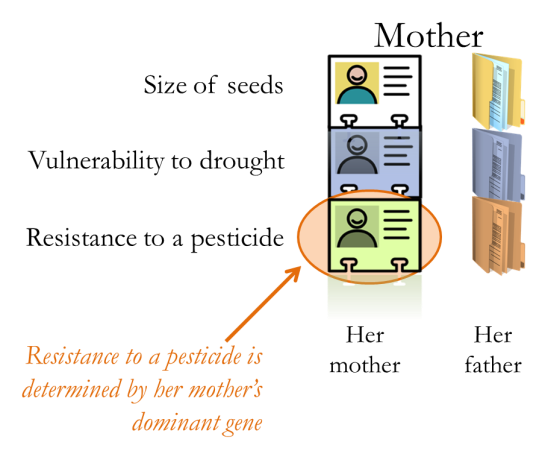 Mother
Size of seeds
Vulnerability to drought
Resistance to a pesticide
Her
mother
Her
father
Resistance to a pesticide is
determined by her mother's
dominant gene